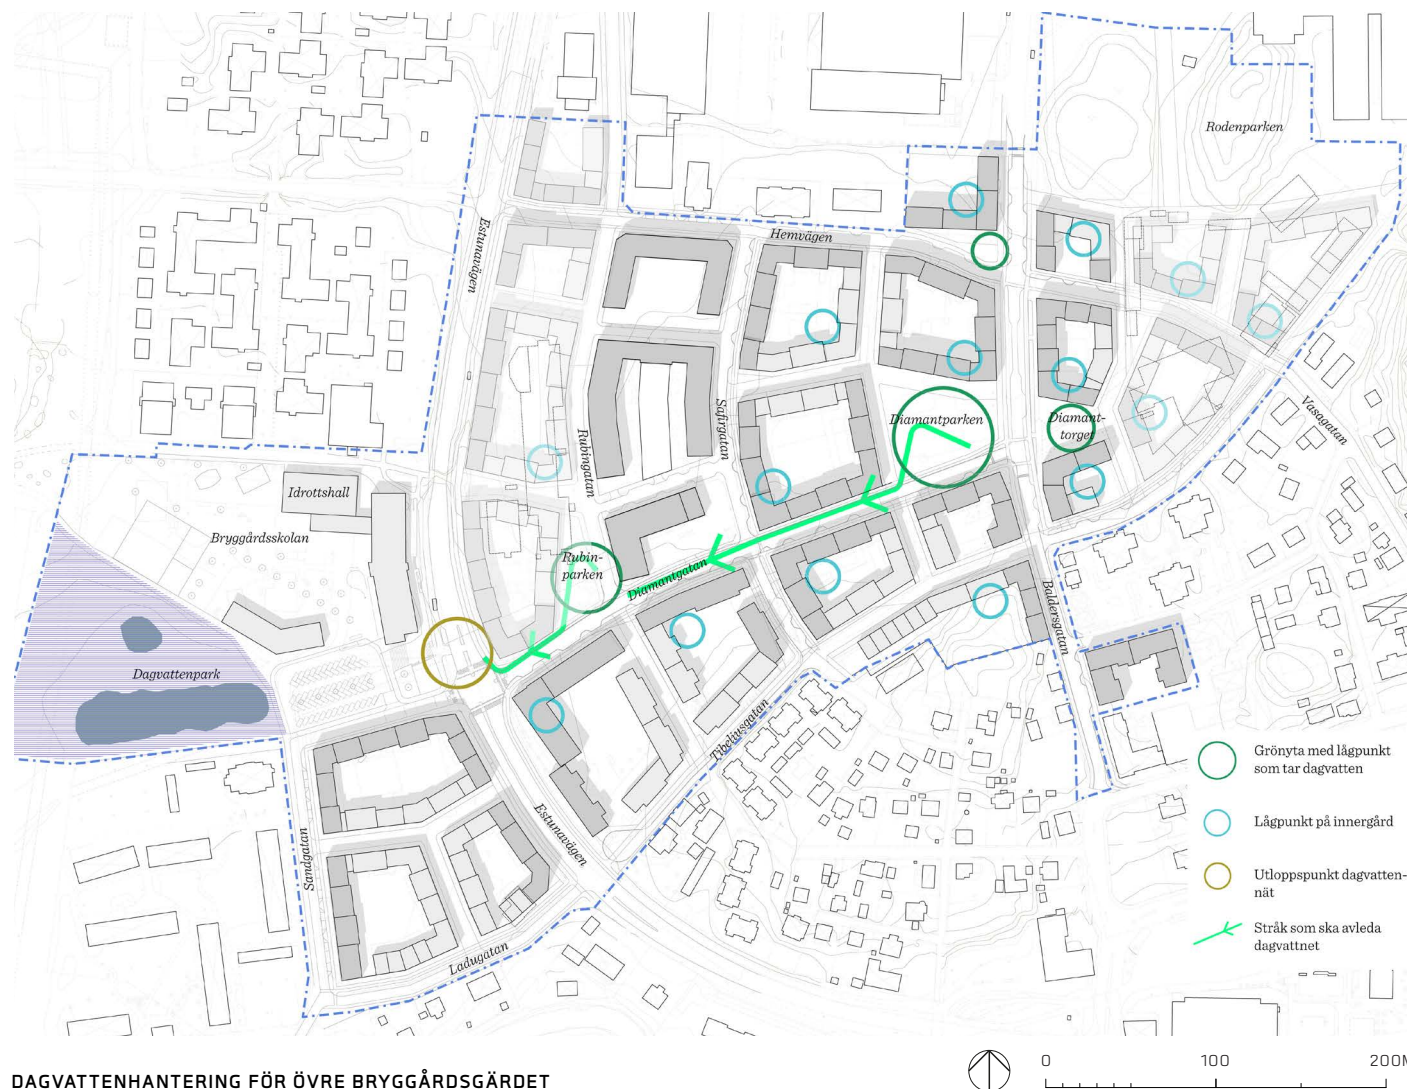 Rodenparken
Estunavägen
Hemvägen
Safirgatan
Diamantparken
Diamant-
torget
Vasagatan
Rubingatan
Idrottshall
Bryggårdsskolan
Rubin-
parken
Diamantgatan
Baldersgatan
Dagvattenpark
Tibeliusgatan
Estunavägen
Sandgatan
Ladugatan
Grönyta med lågpunkt
som tar dagvatten
Lågpunkt på innergård
Utloppspunkt dagvatten-
nät
Stråk som ska avleda
dagvattnet
DAGVATTENHANTERING FÖR ÖVRE BRYGGÅRDSGÄRDET
0 100 200M